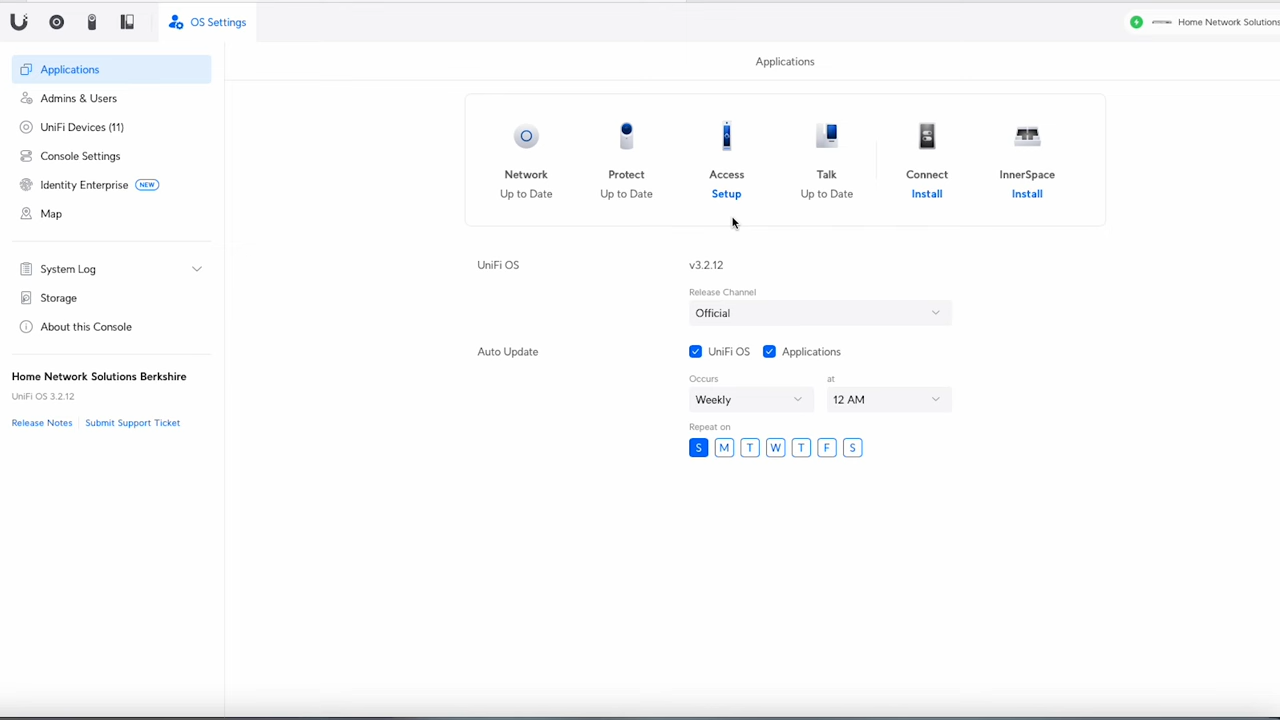 OS Settings
Home Network Solutions
Applications
Admins & Users
UniFi Devices (11)
Console Settings
Identity Enterprise NEW
Map
System Log
Storage
About this Console
Home Network Solutions Berkshire
UniFi OS 3.2.12
Release Notes Submit Support Ticket
Applications
Network Protect Access Talk Connect InnerSpace
Up to Date Up to Date Setup Up to Date Install Install
UniFi OS v3.2.12
Release Channel
Official
Auto Update UniFi OS Applications
Occurs at
Weekly 12 AM
Repeat on
S M T W T F S